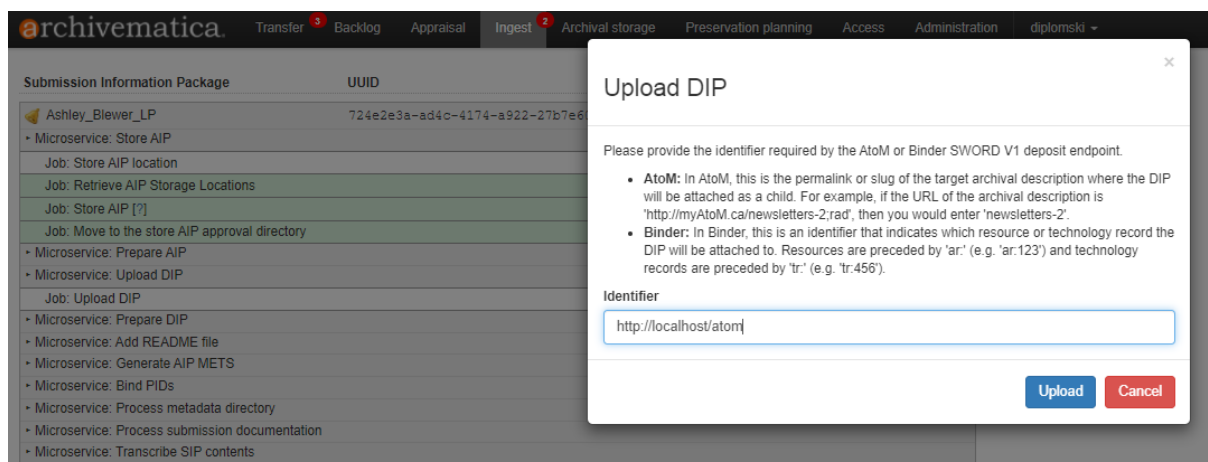 archivematica.
Transfer 3 Backlog Appraisal Ingest 2 Archival storage Preservation planning Access Administration diplomski
Submission Information Package UUID
Ashley_Blewer_LP 724e2e3a-ad4c-4174-a922-27b7e6
Microservice: Store AIP
Job: Store AIP location
Job: Retrieve AIP Storage Locations
Job: Store AIP [?]
Job: Move to the store AIP approval directory
Microservice: Prepare AIP
Microservice: Upload DIP
Job: Upload DIP
Microservice: Prepare DIP
Microservice: Add README file
Microservice: Generate AIP METS
Microservice: Bind PIDs
Microservice: Process metadata directory
Microservice: Process submission documentation
Microservice: Transcribe SIP contents
×
Upload DIP
Please provide the identifier required by the AtoM or Binder SWORD V1 deposit endpoint.
• AtoM: In AtoM, this is the permalink or slug of the target archival description where the DIP
will be attached as a child. For example, if the URL of the archival description is
'http://myAtoM.ca/newsletters-2;rad', then you would enter 'newsletters-2'.
• Binder: In Binder, this is an identifier that indicates which resource or technology record the
DIP will be attached to. Resources are preceded by 'ar:' (e.g. 'ar:123') and technology
records are preceded by 'tr:' (e.g. 'tr:456').
Identifier
http://localhost/atom
Upload Cancel